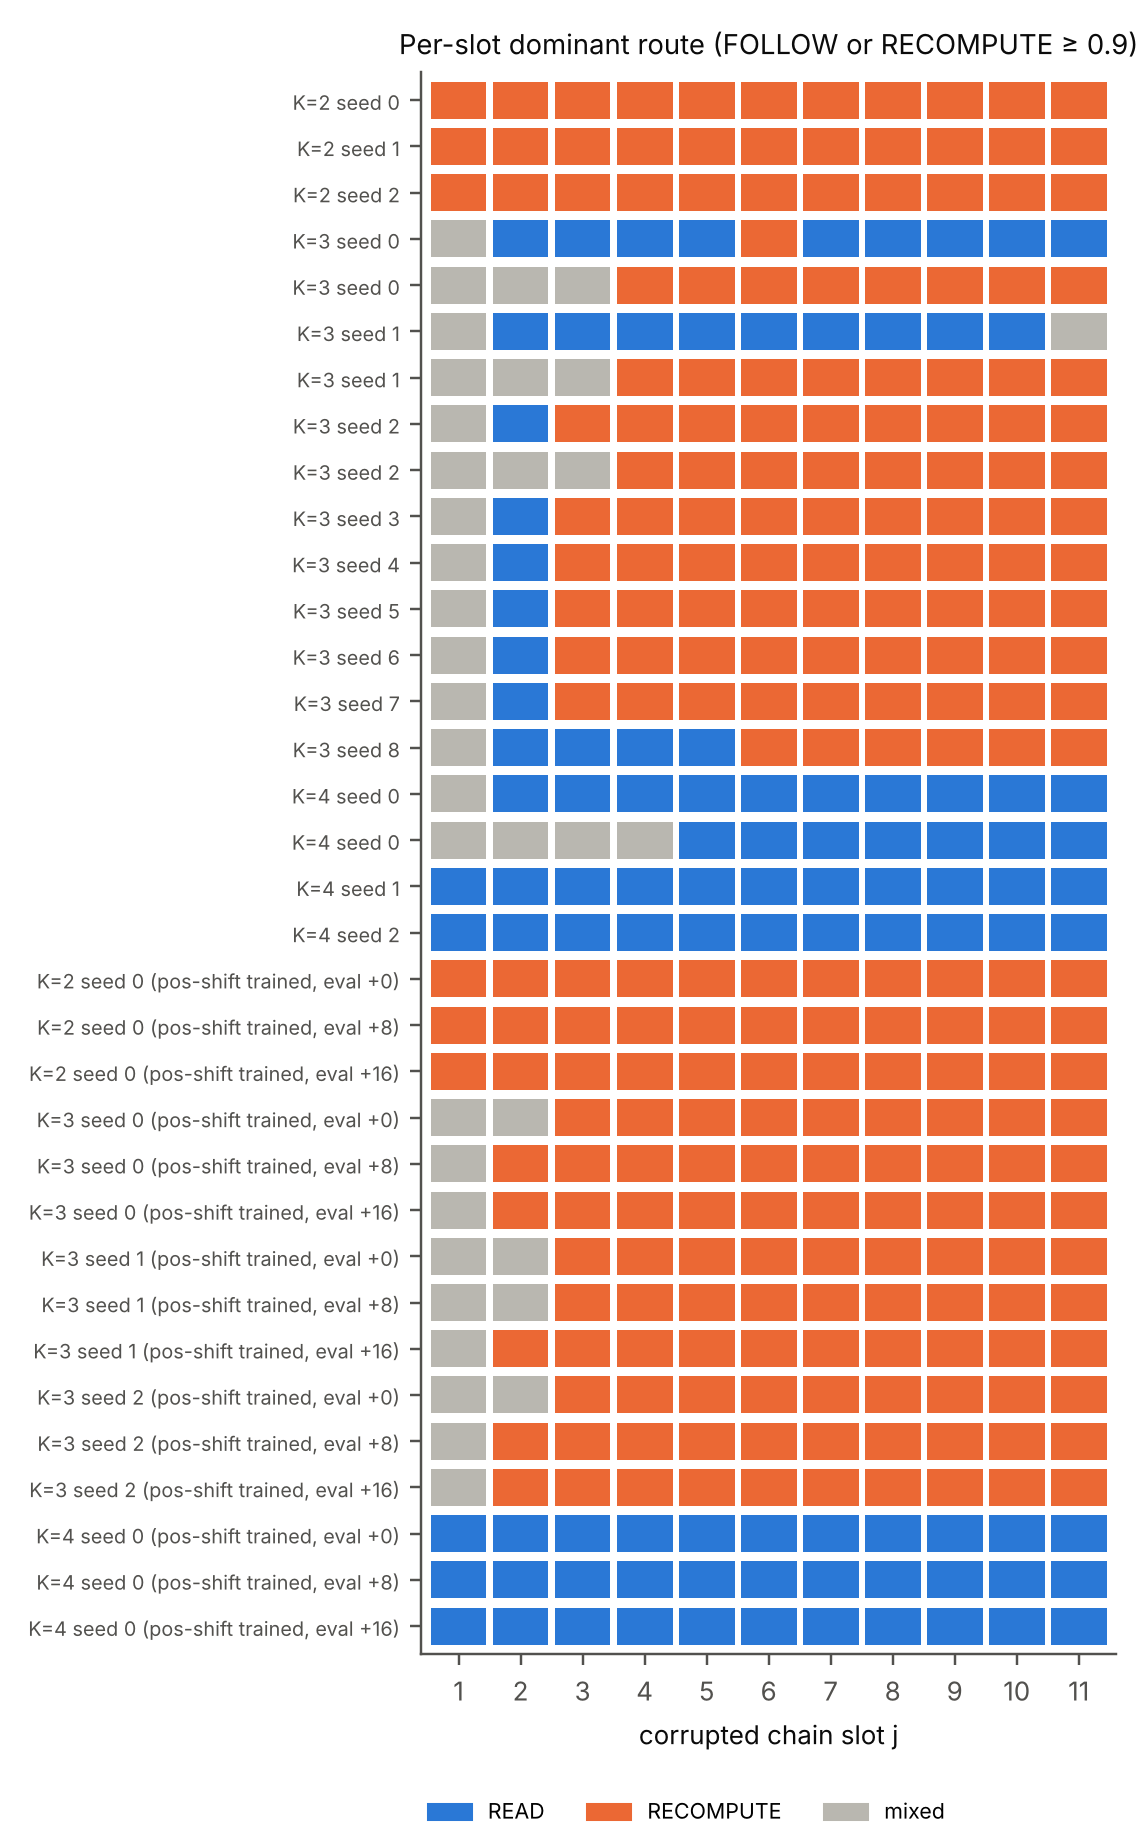 Per-slot dominant route (FOLLOW or RECOMPUTE ≥ 0.9)
K=2 seed 0
K=2 seed 1
K=2 seed 2
K=3 seed 0
K=3 seed 0
K=3 seed 1
K=3 seed 1
K=3 seed 2
K=3 seed 2
K=3 seed 3
K=3 seed 4
K=3 seed 5
K=3 seed 6
K=3 seed 7
K=3 seed 8
K=4 seed 0
K=4 seed 0
K=4 seed 1
K=4 seed 2
K=2 seed 0 (pos-shift trained, eval +0)
K=2 seed 0 (pos-shift trained, eval +8)
K=2 seed 0 (pos-shift trained, eval +16)
K=3 seed 0 (pos-shift trained, eval +0)
K=3 seed 0 (pos-shift trained, eval +8)
K=3 seed 0 (pos-shift trained, eval +16)
K=3 seed 1 (pos-shift trained, eval +0)
K=3 seed 1 (pos-shift trained, eval +8)
K=3 seed 1 (pos-shift trained, eval +16)
K=3 seed 2 (pos-shift trained, eval +0)
K=3 seed 2 (pos-shift trained, eval +8)
K=3 seed 2 (pos-shift trained, eval +16)
K=4 seed 0 (pos-shift trained, eval +0)
K=4 seed 0 (pos-shift trained, eval +8)
K=4 seed 0 (pos-shift trained, eval +16)
1 2 3 4 5 6 7 8 9 10 11
corrupted chain slot j
READ RECOMPUTE mixed